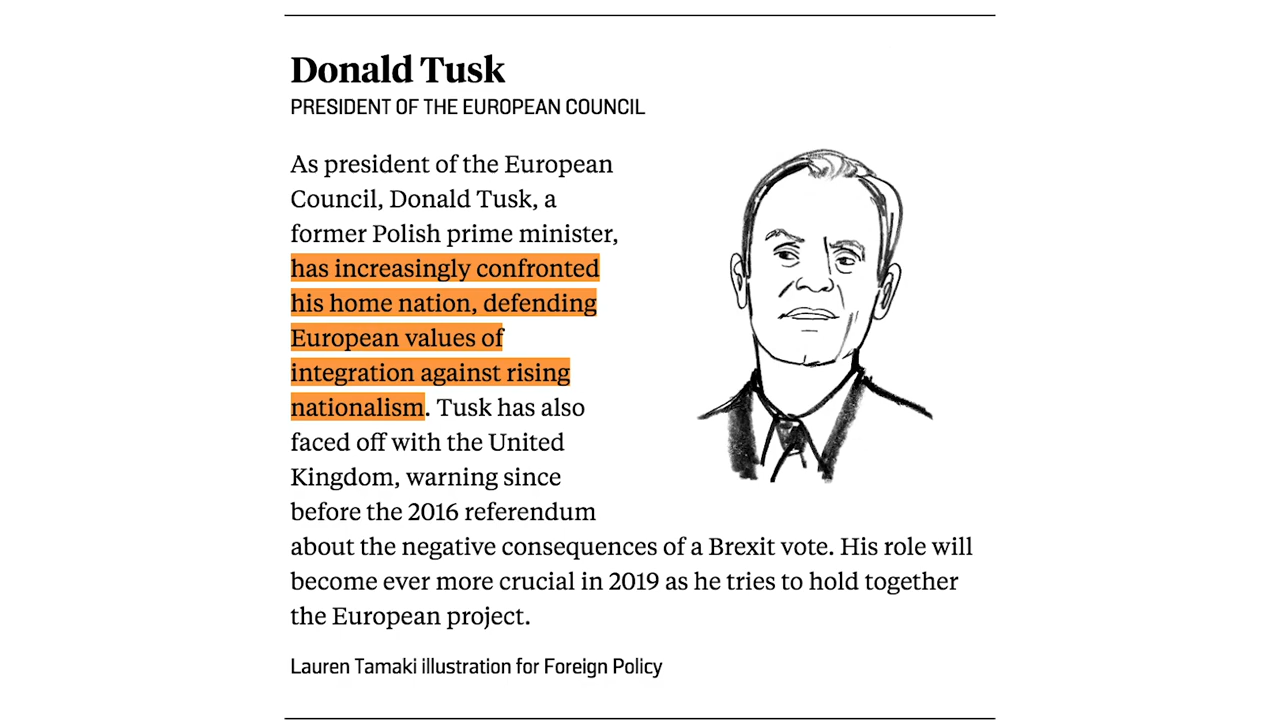 Donald Tusk
PRESIDENT OF THE EUROPEAN COUNCIL
As president of the European
Council, Donald Tusk, a
former Polish prime minister,
has increasingly confronted
his home nation, defending
European values of
integration against rising
nationalism. Tusk has also
faced off with the United
Kingdom, warning since
before the 2016 referendum
about the negative consequences of a Brexit vote. His role will
become ever more crucial in 2019 as he tries to hold together
the European project.
Lauren Tamaki illustration for Foreign Policy